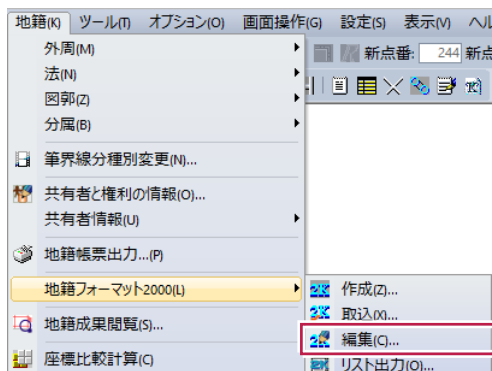 地籍(K) ツール(T) オプション(O) 画面操作(G) 設定(S) 表示(V)
外周(M)
新点番: 244 新点
法(N)
図郭(Z)
分属(B)
筆界線分種別変更(N)...
共有者と権利の情報(O)...
共有者情報(U)
地籍帳票出力...(P)
地籍フォーマット2000(L)
作成(Z)...
取込(X)...
地籍成果閲覧(S)...
編集(C)...
座標比較計算(C)
リスト出力(O)...